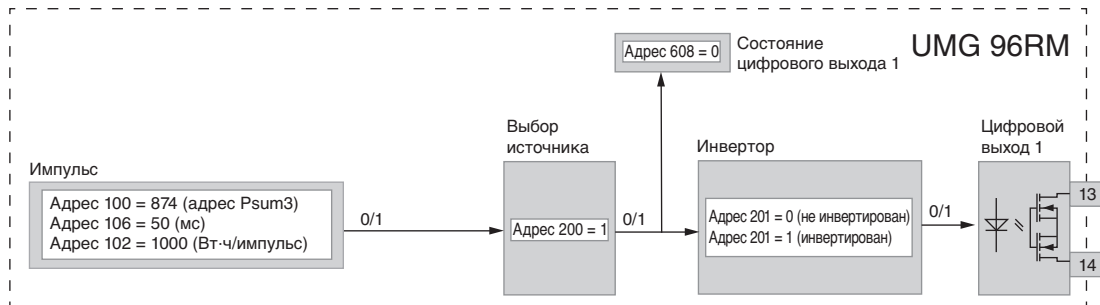 UMG 96RM
Адрес 608 = 0
Состояние
цифрового выхода 1
Импульс
Адрес 100 = 874 (адрес Psum3)
Адрес 106 = 50 (мс)
Адрес 102 = 1000 (Вт·ч/импульс)
0/1
Выбор
источника
Адрес 200 = 1
0/1
Инвертор
Адрес 201 = 0 (не инвертирован)
Адрес 201 = 1 (инвертирован)
0/1
Цифровой
выход 1
13
14